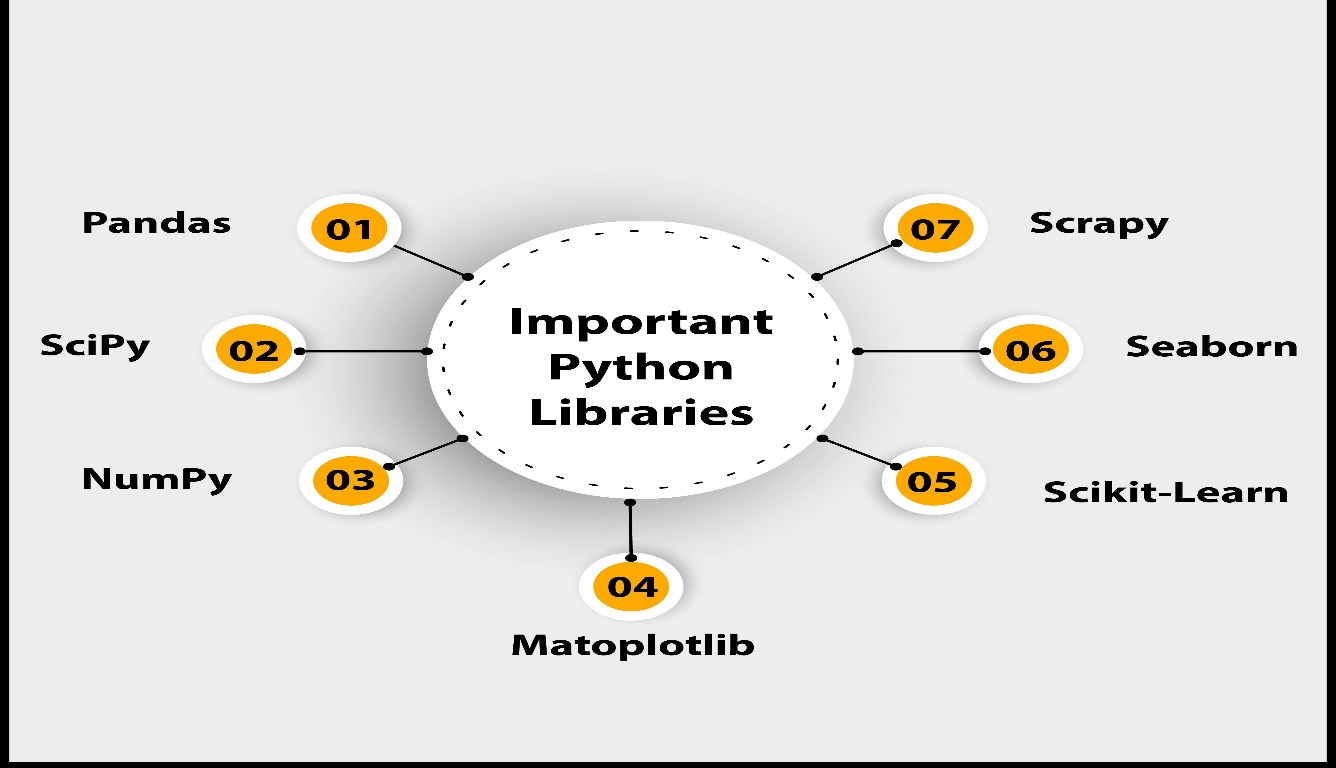 Important
Python
Libraries
01
Pandas
02
SciPy
03
NumPy
04
Matoplotlib
05
Scikit-Learn
06
Seaborn
07
Scrapy